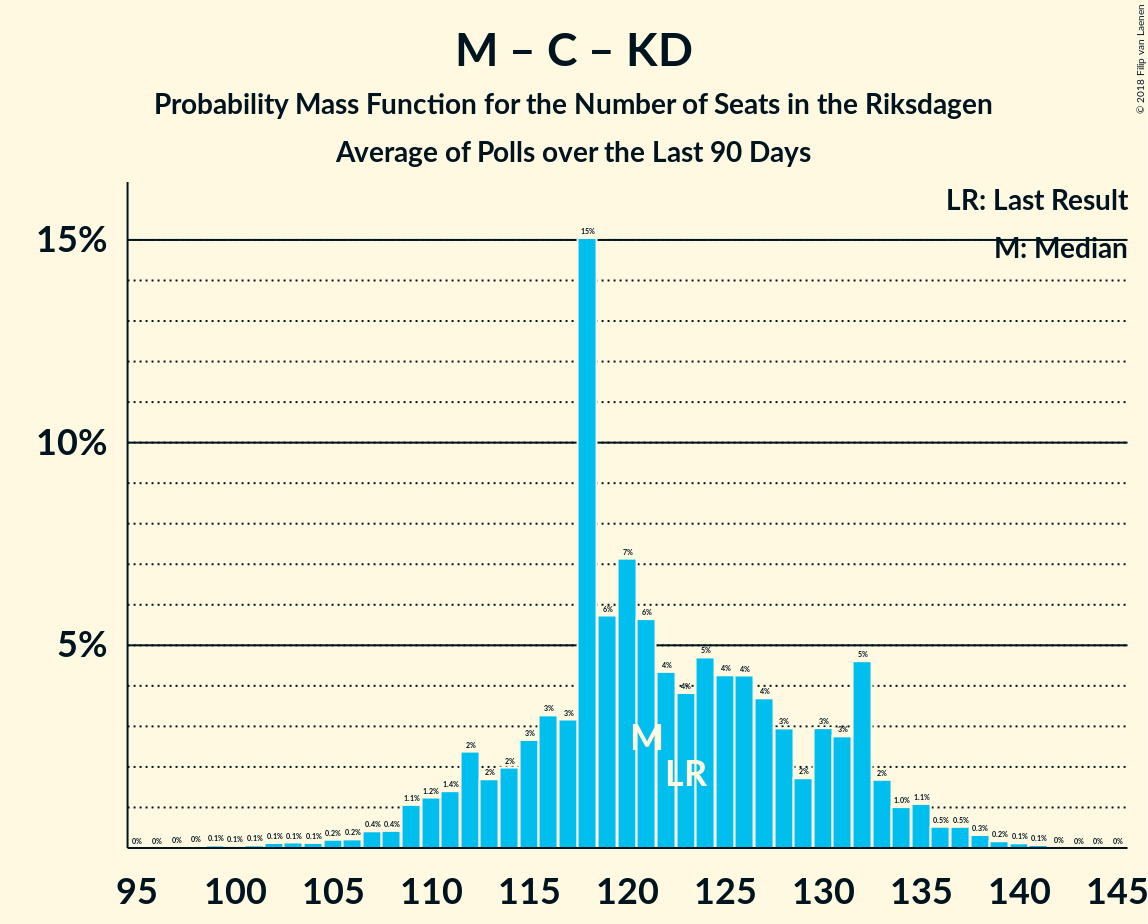 M – C – KD
Probability Mass Function for the Number of Seats in the Riksdagen
Average of Polls over the Last 90 Days
© 2018 Filip van Laenen
LR: Last Result
M: Median
15%
10%
5%
0% 0% 0% 0% 0.1% 0.1% 0.1% 0.1% 0.1% 0.1% 0.2% 0.2% 0.4% 0.4% 1.1% 1.2% 1.4% 2% 2% 2% 3% 3% 3% 15% 6% 7% 6% 4% 4% 5% 4% 4% 4% 3% 2% 3% 3% 5% 2% 1.0% 1.1% 0.5% 0.5% 0.3% 0.2% 0.1% 0.1% 0% 0% 0% 0%
M
LR
95 100 105 110 115 120 125 130 135 140 145